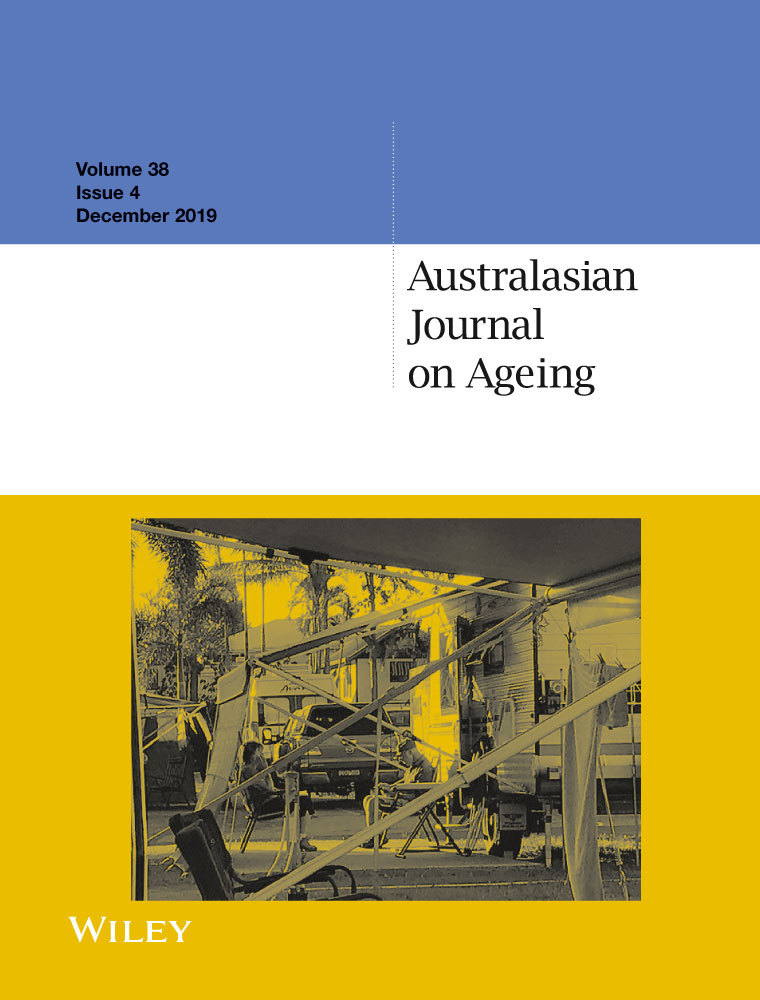 Volume 38
Issue 4
December 2019
Australasian
Journal
on Ageing
WILEY